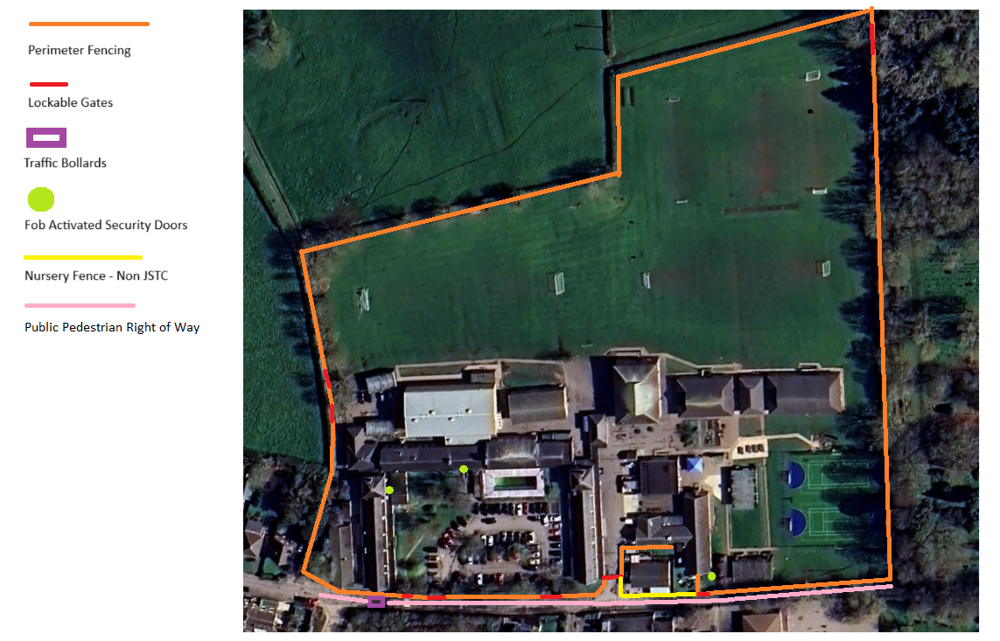 Perimeter Fencing
Lockable Gates
Traffic Bollards
Fob Activated Security Doors
Nursery Fence - Non JSTC
Public Pedestrian Right of Way